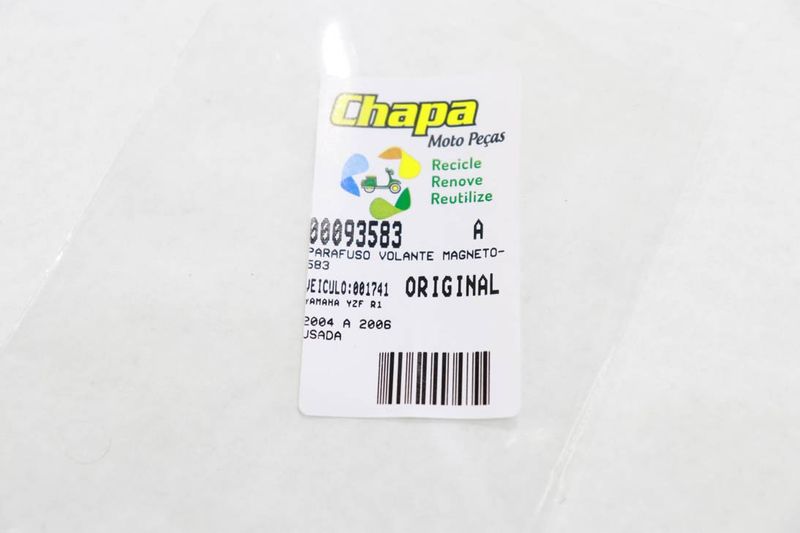 Chapa
Moto Peças
Recicle
Renove
Reutilize
00093583 A
PARAFUSO VOLANTE MAGNETO-
583
VEICULO:001741 ORIGINAL
YAMAHA YZF R1
2004 A 2006
USADA